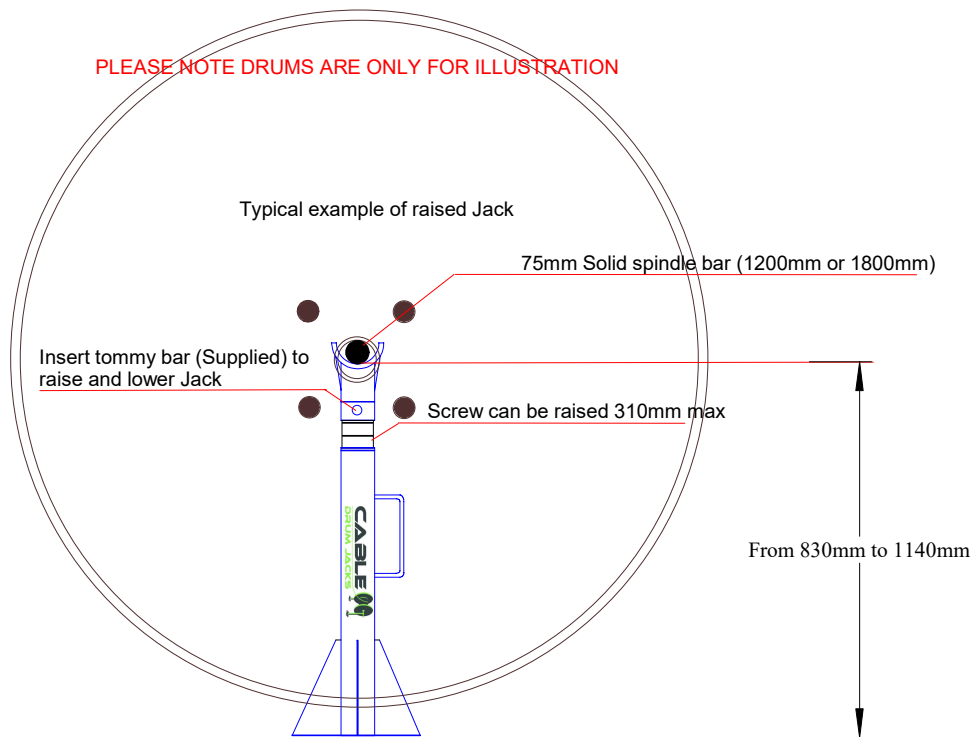 PLEASE NOTE DRUMS ARE ONLY FOR ILLUSTRATION
Typical example of raised Jack
75mm Solid spindle bar (1200mm or 1800mm)
Insert tommy bar (Supplied) to
raise and lower Jack
Screw can be raised 310mm max
CABLE
DRUM JACKS
From 830mm to 1140mm